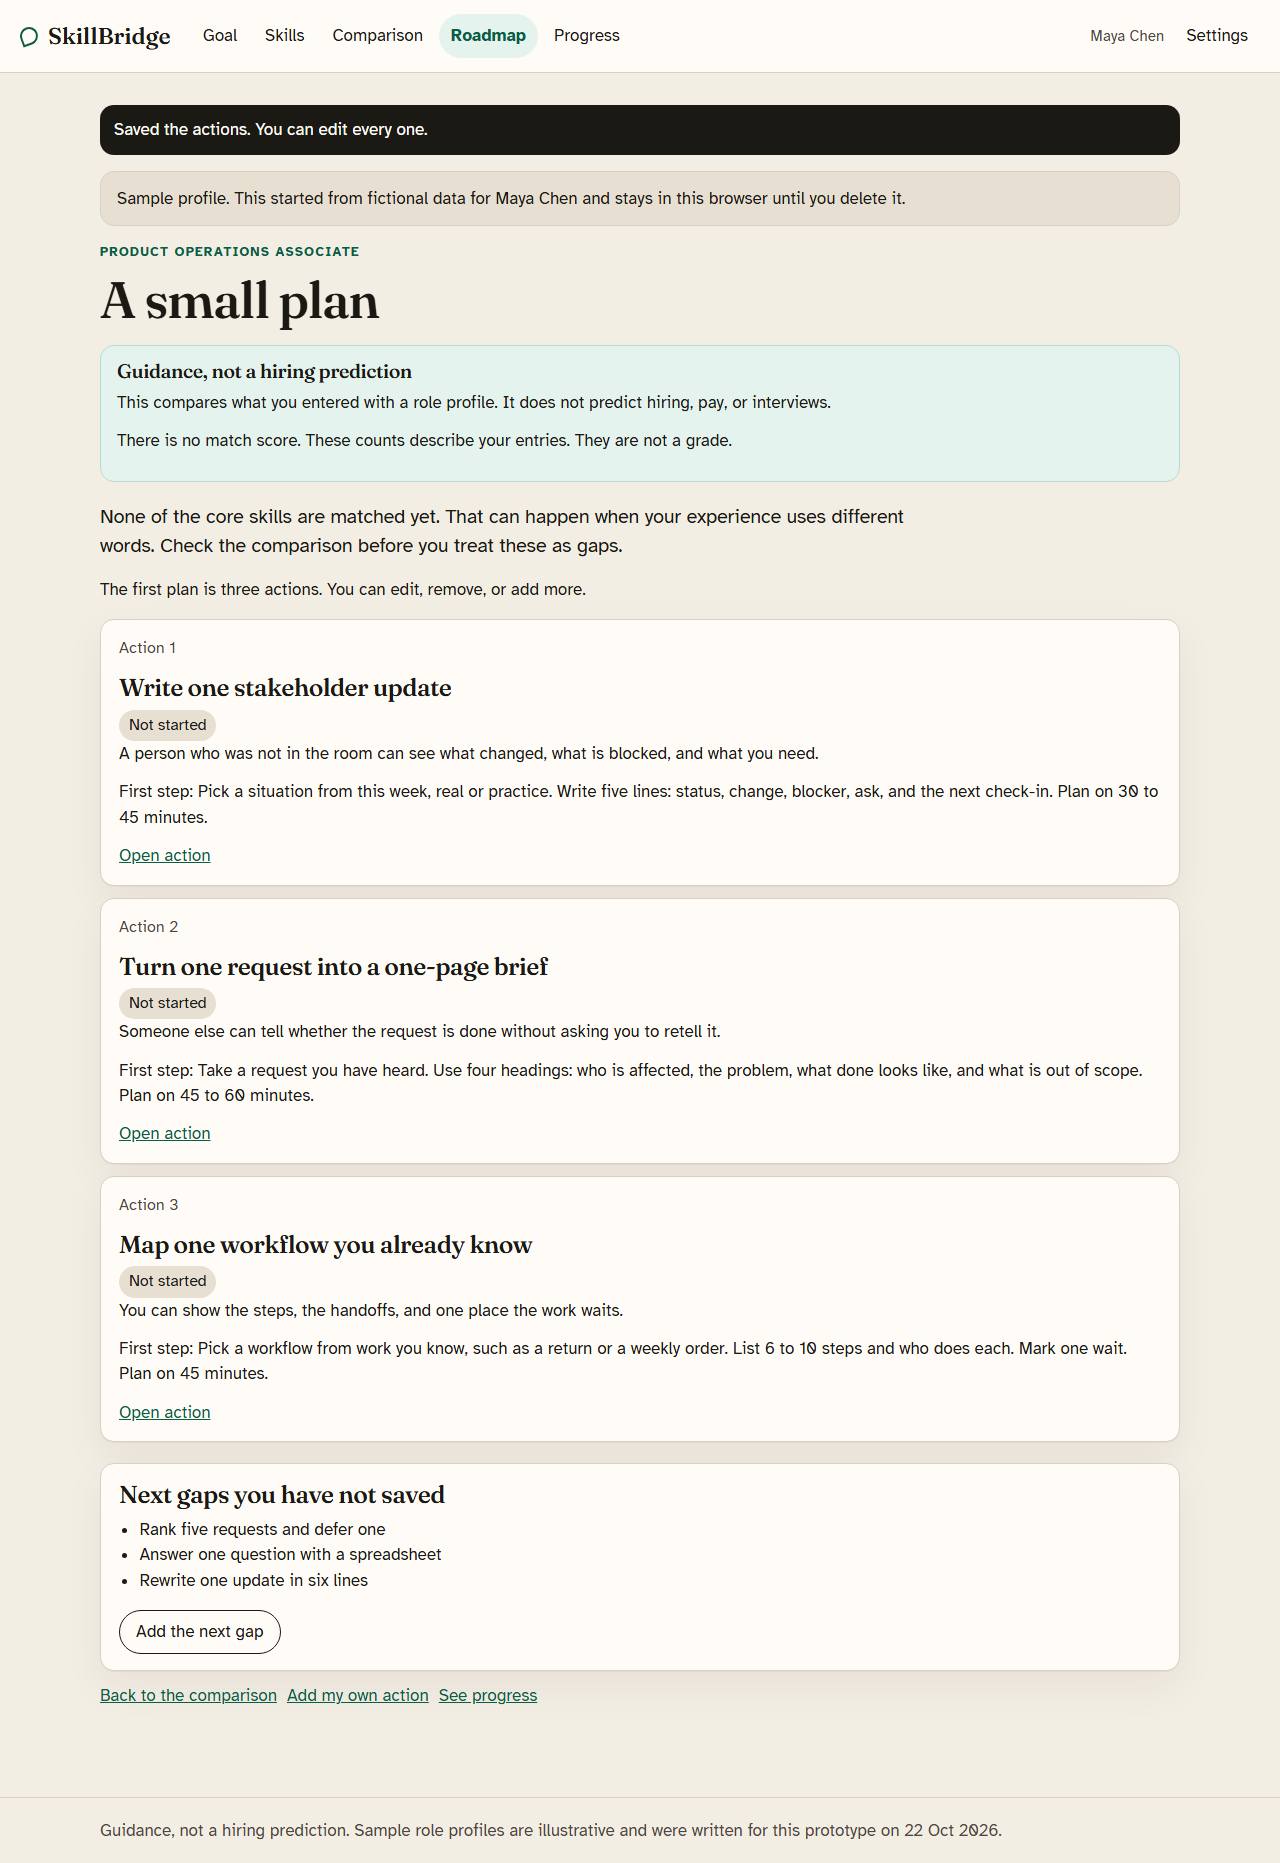 SkillBridge
Goal
Skills
Comparison
Roadmap
Progress
Maya Chen
Settings
Saved the actions. You can edit every one.
Sample profile. This started from fictional data for Maya Chen and stays in this browser until you delete it.
PRODUCT OPERATIONS ASSOCIATE
A small plan
Guidance, not a hiring prediction
This compares what you entered with a role profile. It does not predict hiring, pay, or interviews.
There is no match score. These counts describe your entries. They are not a grade.
None of the core skills are matched yet. That can happen when your experience uses different
words. Check the comparison before you treat these as gaps.
The first plan is three actions. You can edit, remove, or add more.
Action 1
Write one stakeholder update
Not started
A person who was not in the room can see what changed, what is blocked, and what you need.
First step: Pick a situation from this week, real or practice. Write five lines: status, change, blocker, ask, and the next check-in. Plan on 30 to
45 minutes.
Open action
Action 2
Turn one request into a one-page brief
Not started
Someone else can tell whether the request is done without asking you to retell it.
First step: Take a request you have heard. Use four headings: who is affected, the problem, what done looks like, and what is out of scope.
Plan on 45 to 60 minutes.
Open action
Action 3
Map one workflow you already know
Not started
You can show the steps, the handoffs, and one place the work waits.
First step: Pick a workflow from work you know, such as a return or a weekly order. List 6 to 10 steps and who does each. Mark one wait.
Plan on 45 minutes.
Open action
Next gaps you have not saved
• Rank five requests and defer one
• Answer one question with a spreadsheet
• Rewrite one update in six lines
Add the next gap
Back to the comparison Add my own action See progress
Guidance, not a hiring prediction. Sample role profiles are illustrative and were written for this prototype on 22 Oct 2026.